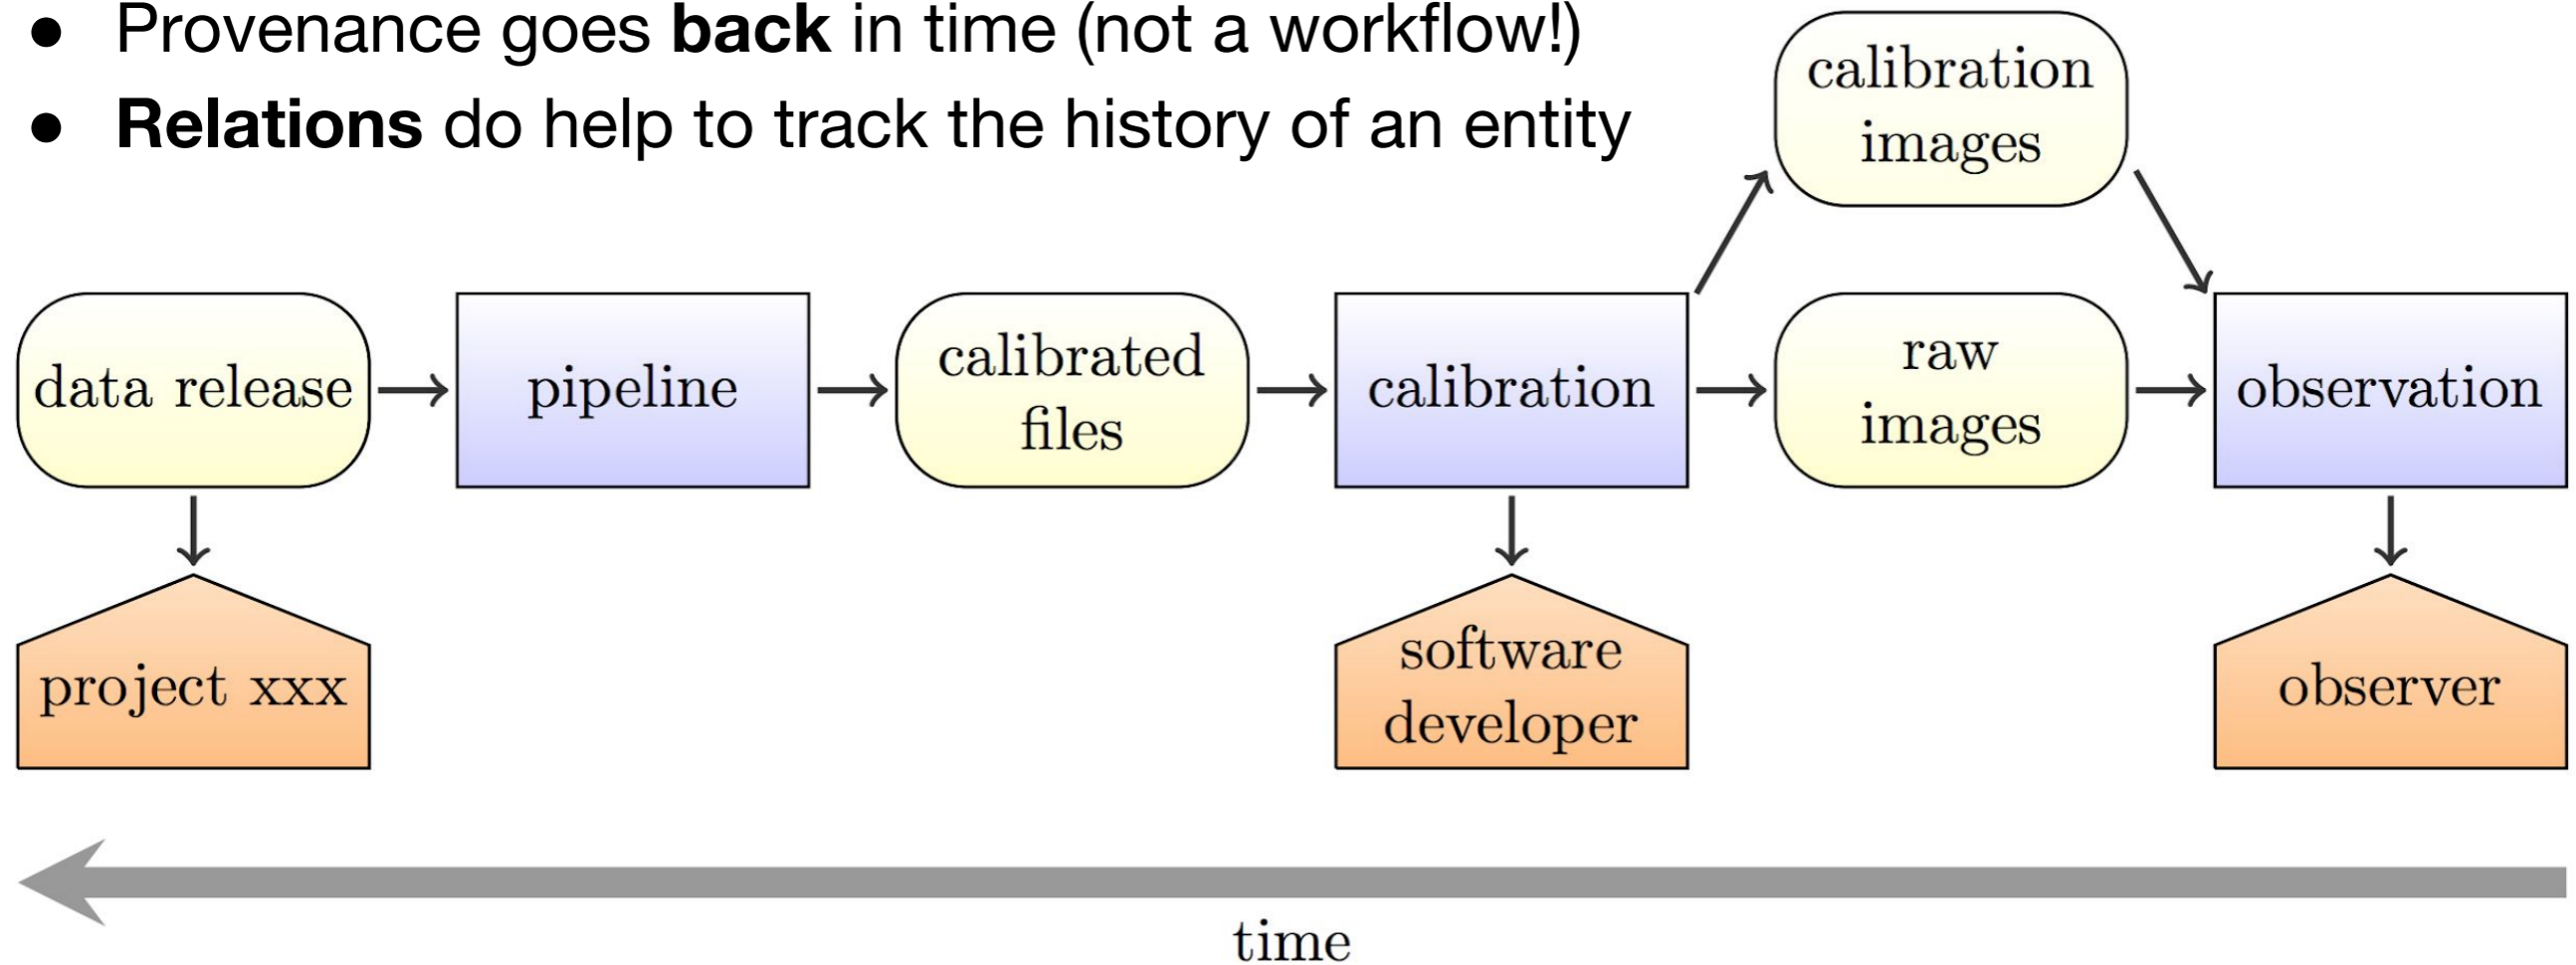 ● Provenance goes back in time (not a workflow!)
● Relations do help to track the history of an entity
calibration
images
data release
pipeline
calibrated
files
calibration
raw
images
observation
project xxx
software
developer
observer
time